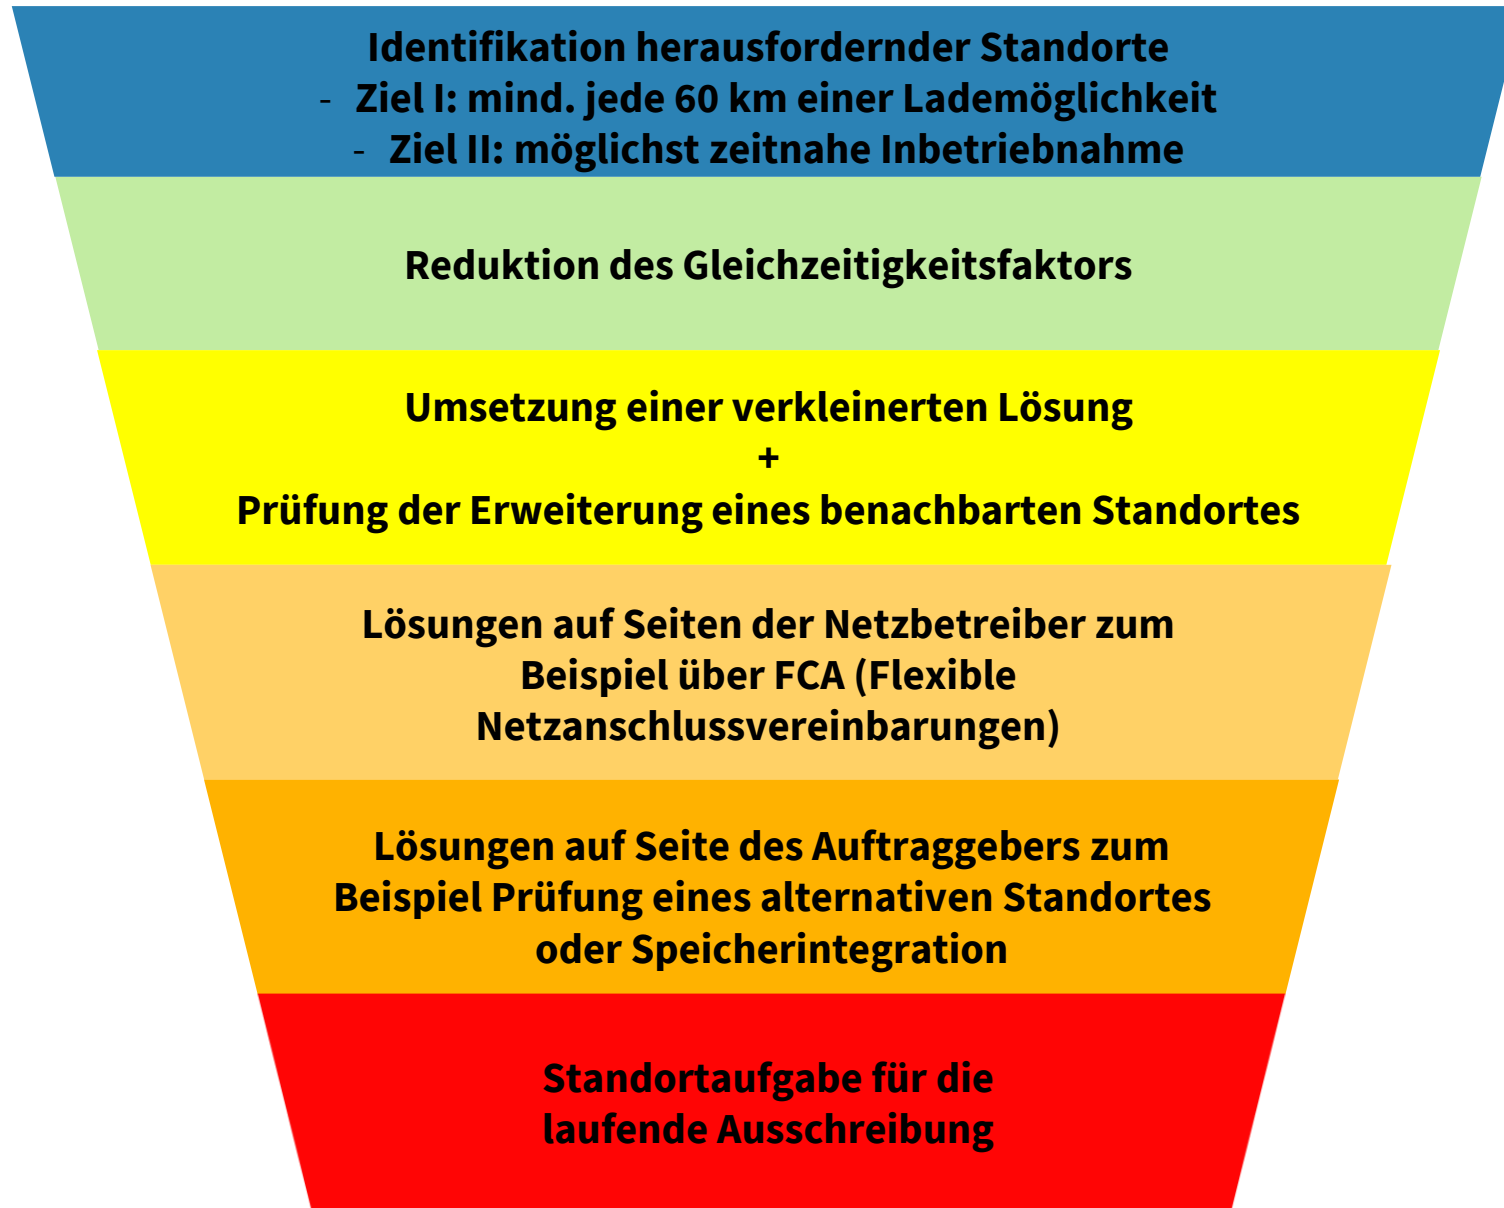 Identifikation herausfordernder Standorte
- Ziel I: mind. jede 60 km einer Lademöglichkeit
- Ziel II: möglichst zeitnahe Inbetriebnahme
Reduktion des Gleichzeitigkeitsfaktors
Umsetzung einer verkleinerten Lösung
+
Prüfung der Erweiterung eines benachbarten Standortes
Lösungen auf Seiten der Netzbetreiber zum
Beispiel über FCA (Flexible
Netzanschlussvereinbarungen)
Lösungen auf Seite des Auftraggebers zum
Beispiel Prüfung eines alternativen Standortes
oder Speicherintegration
Standortaufgabe für die
laufende Ausschreibung